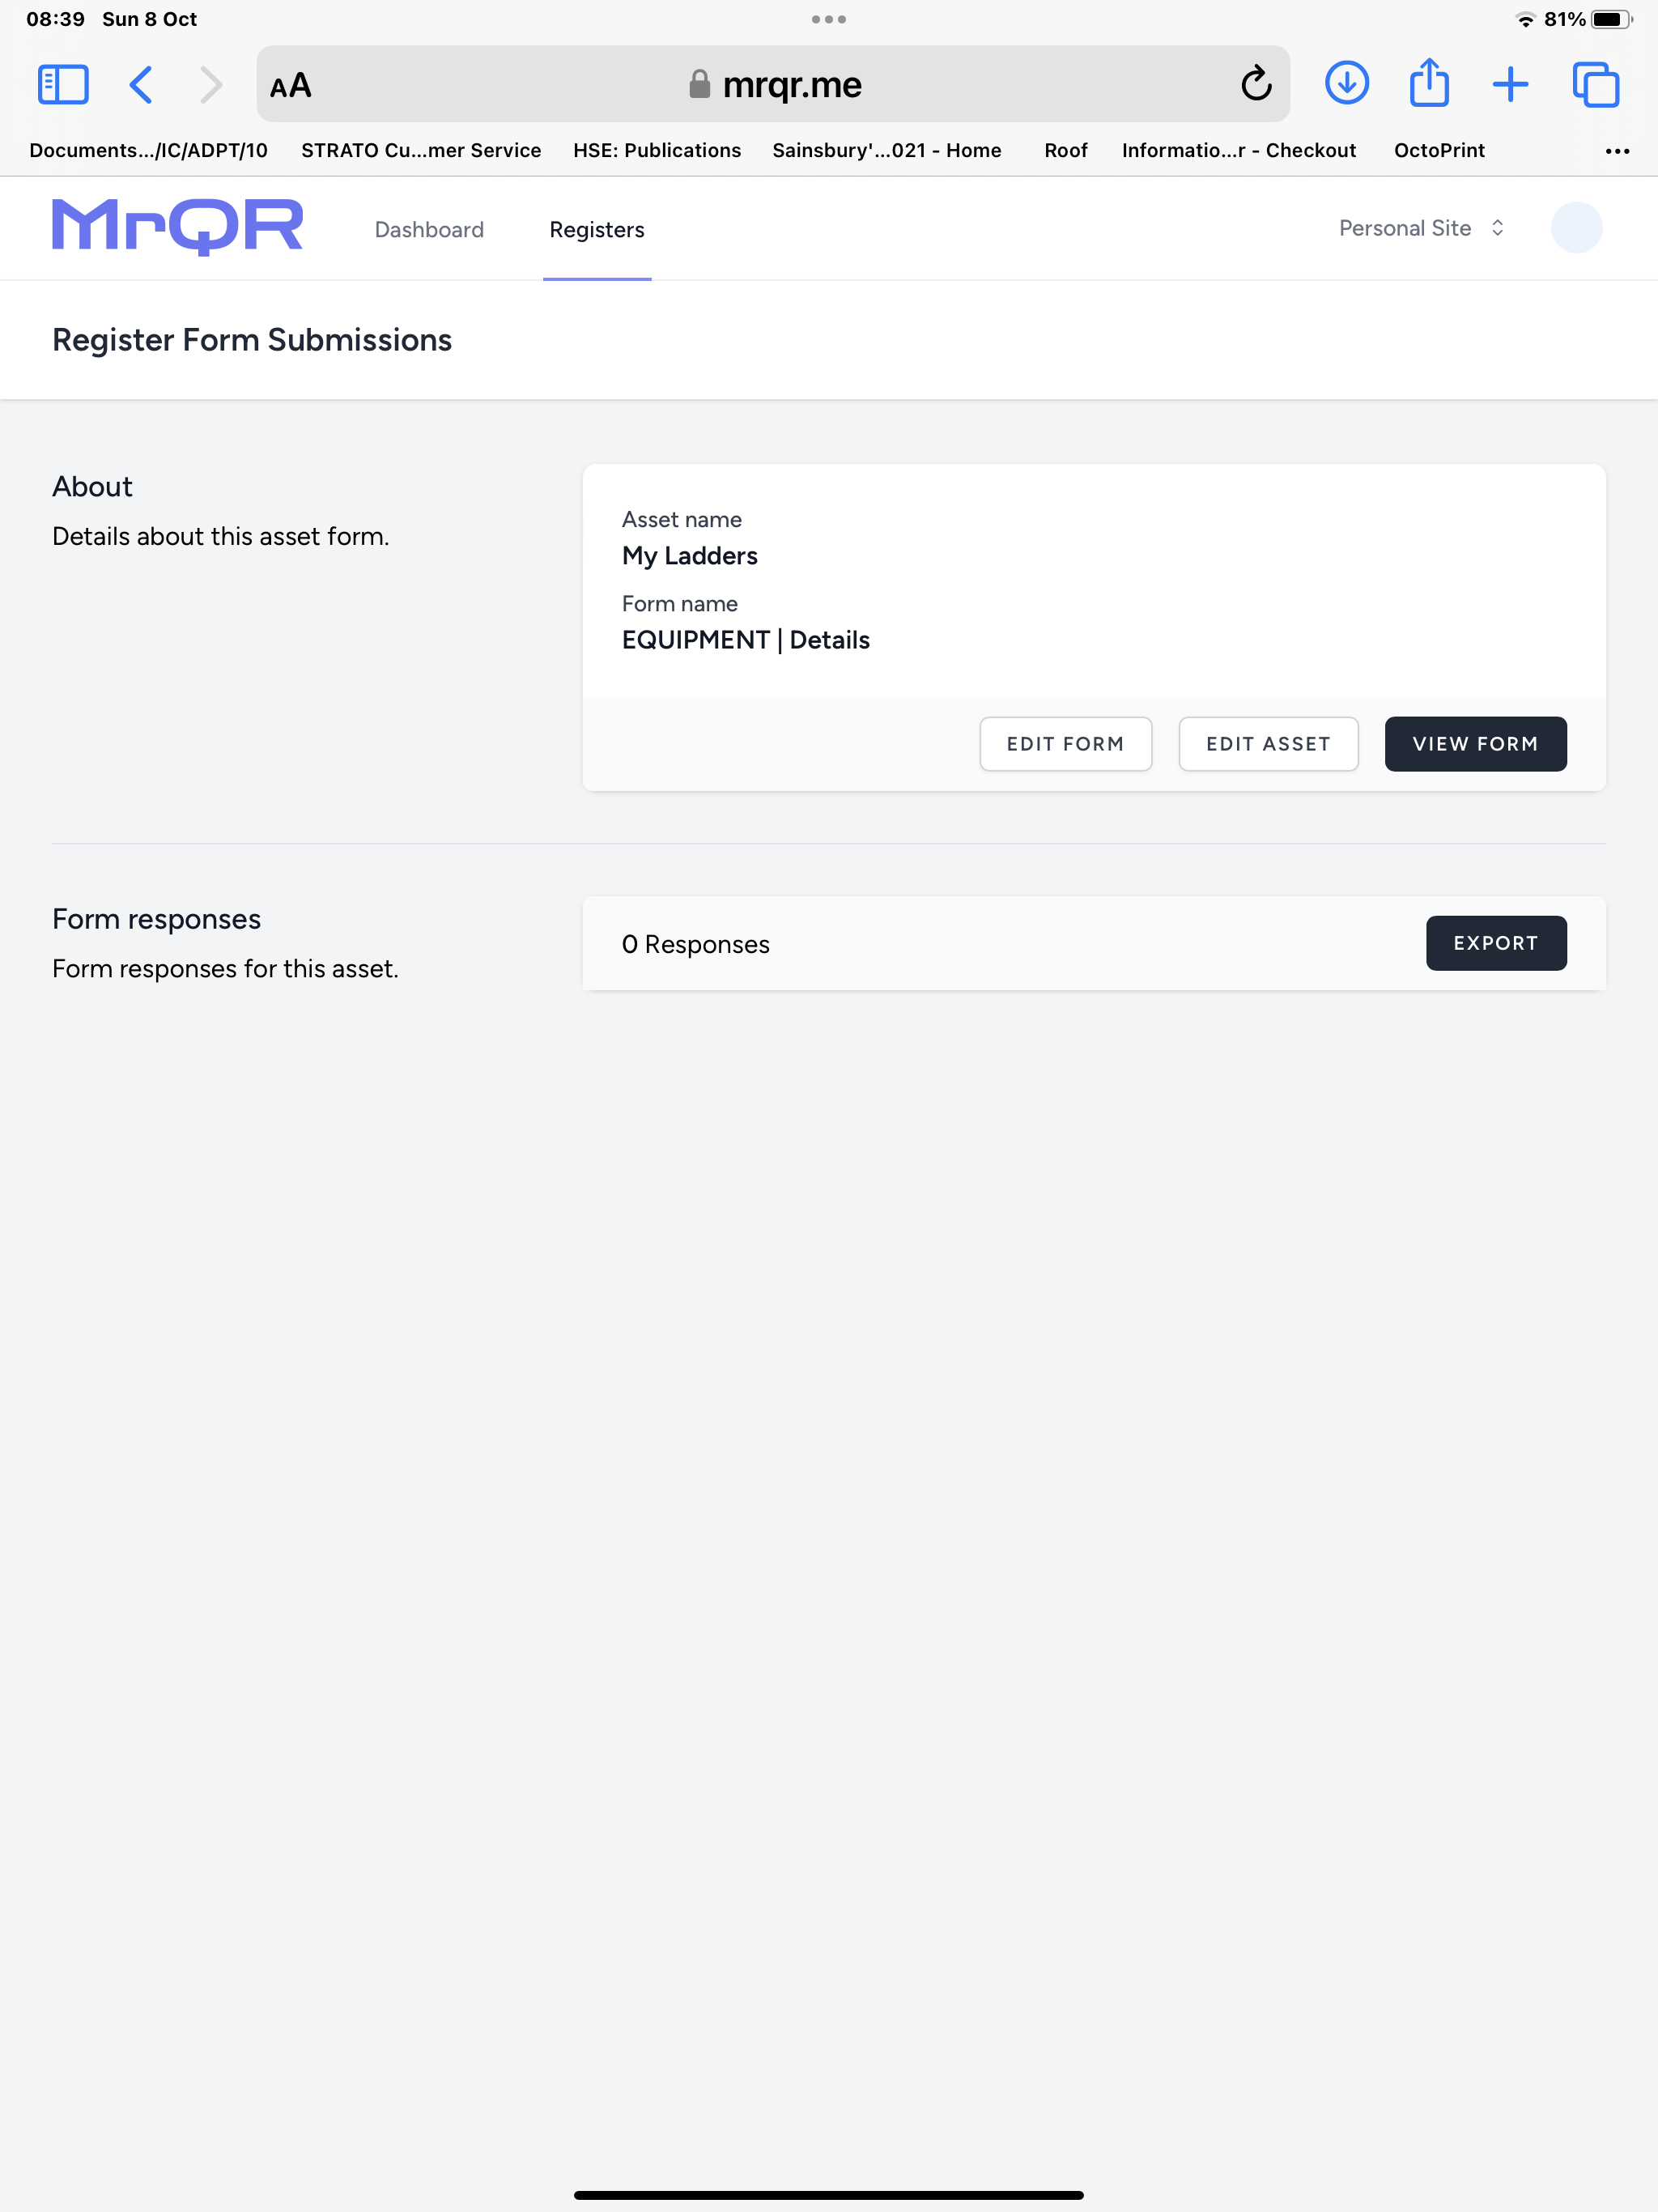 08:39 Sun 8 Oct
81%
AA
mrqr.me
Documents.../IC/ADPT/10 STRATO Cu...mer Service HSE: Publications Sainsbury'...021 - Home Roof Informatio...r - Checkout OctoPrint
MrQR Dashboard Registers Personal Site
Register Form Submissions
About
Details about this asset form.
Asset name
My Ladders
Form name
EQUIPMENT | Details
EDIT FORM EDIT ASSET VIEW FORM
Form responses
Form responses for this asset.
0 Responses EXPORT